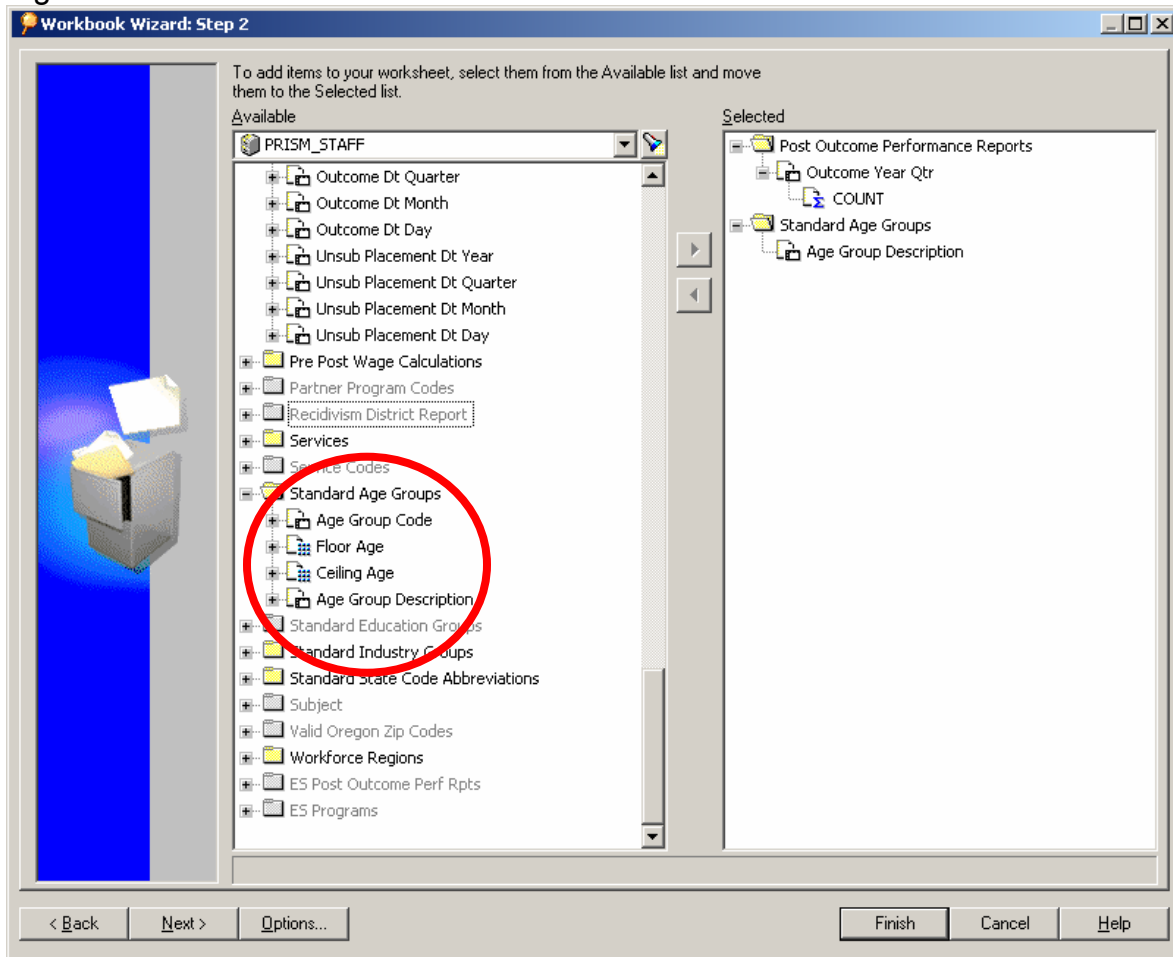 Workbook Wizard: Step 2
To add items to your worksheet, select them from the Available list and move
them to the Selected list.
Available
Selected
PRISM_STAFF
Outcome Dt Quarter
Outcome Dt Month
Outcome Dt Day
Unsub Placement Dt Year
Unsub Placement Dt Quarter
Unsub Placement Dt Month
Unsub Placement Dt Day
Pre Post Wage Calculations
Partner Program Codes
Recidivism District Report
Services
Service Codes
Standard Age Groups
Age Group Code
Floor Age
Ceiling Age
Age Group Description
Standard Education Groups
Standard Industry Groups
Standard State Code Abbreviations
Subject
Valid Oregon Zip Codes
Workforce Regions
ES Post Outcome Perf Rpts
ES Programs
Post Outcome Performance Reports
Outcome Year Qtr
COUNT
Standard Age Groups
Age Group Description
< Back
Next >
Options...
Finish
Cancel
Help